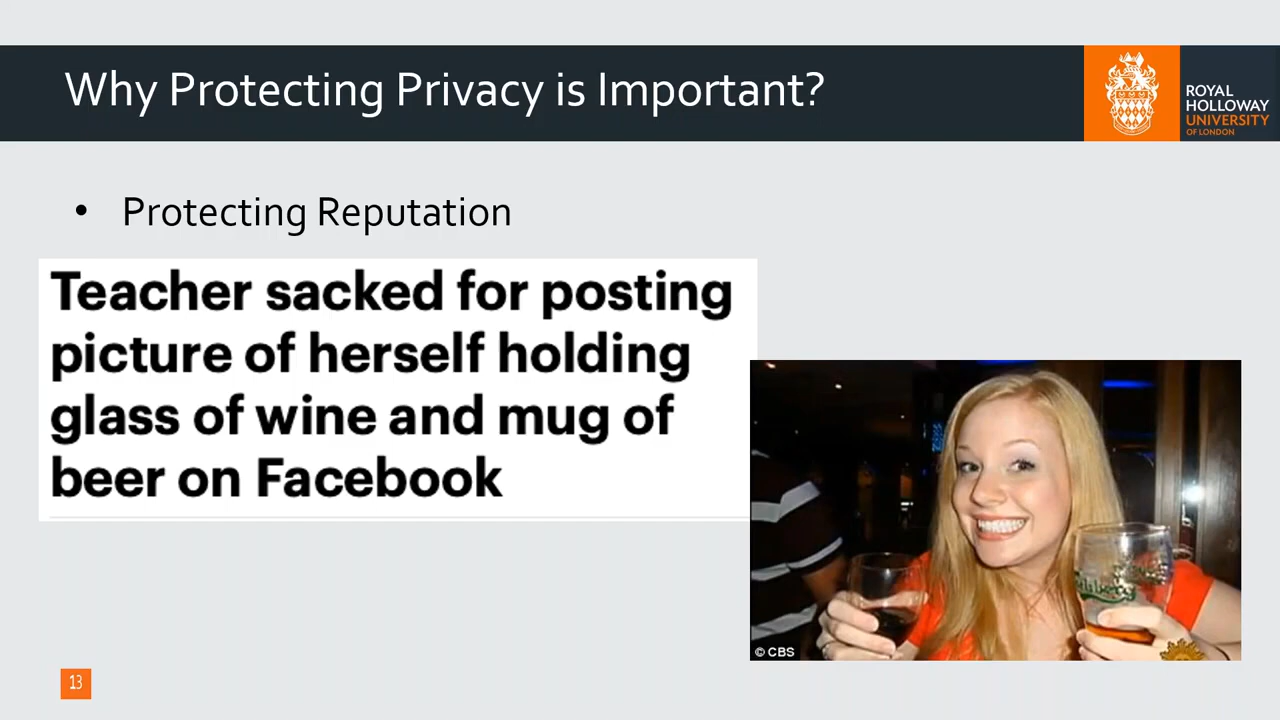 Why Protecting Privacy is Important?
ROYAL
HOLLOWAY
UNIVERSITY
OF LONDON
• Protecting Reputation
Teacher sacked for posting
picture of herself holding
glass of wine and mug of
beer on Facebook
Carlsberg
© CBS
13